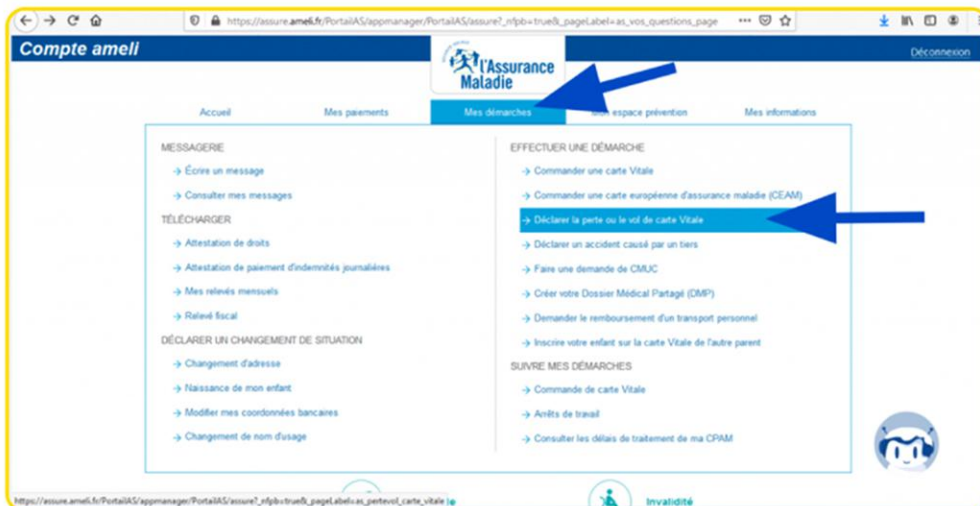 https://assure.ameli.fr/PortailAS/appmanager/PortailAS/assure?_nfpb=true&_pageLabel=as_vos_questions_page
Compte ameli
Déconnexion
l'Assurance
Maladie
Accueil
Mes paiements
Mes démarches
espace prévention
Mes informations
MESSAGERIE
→ Écrire un message
→ Consulter mes messages
TÉLÉCHARGER
→ Attestation de droits
→ Attestation de paiement d'indemnités journalières
→ Mes relevés mensuels
→ Relevé fiscal
DÉCLARER UN CHANGEMENT DE SITUATION
→ Changement d'adresse
→ Naissance de mon enfant
→ Modifier mes coordonnées bancaires
→ Changement de nom d'usage
EFFECTUER UNE DÉMARCHE
→ Commander une carte Vitale
→ Commander une carte européenne d'assurance maladie (CEAM)
→ Déclarer la perte ou le vol de carte Vitale
→ Déclarer un accident causé par un tiers
→ Faire une demande de CMUC
→ Créer votre Dossier Médical Partagé (DMP)
→ Demander le remboursement d'un transport personnel
→ Inscrire votre enfant sur la carte Vitale de l'autre parent
SUIVRE MES DÉMARCHES
→ Commande de carte Vitale
→ Arrêts de travail
→ Consulter les délais de traitement de ma CPAM
https://assure.ameli.fr/PortailAS/appmanager/PortailAS/assure?_nfpb=true&_pageLabel=as_pertevol_carte_vitale
Invalidité